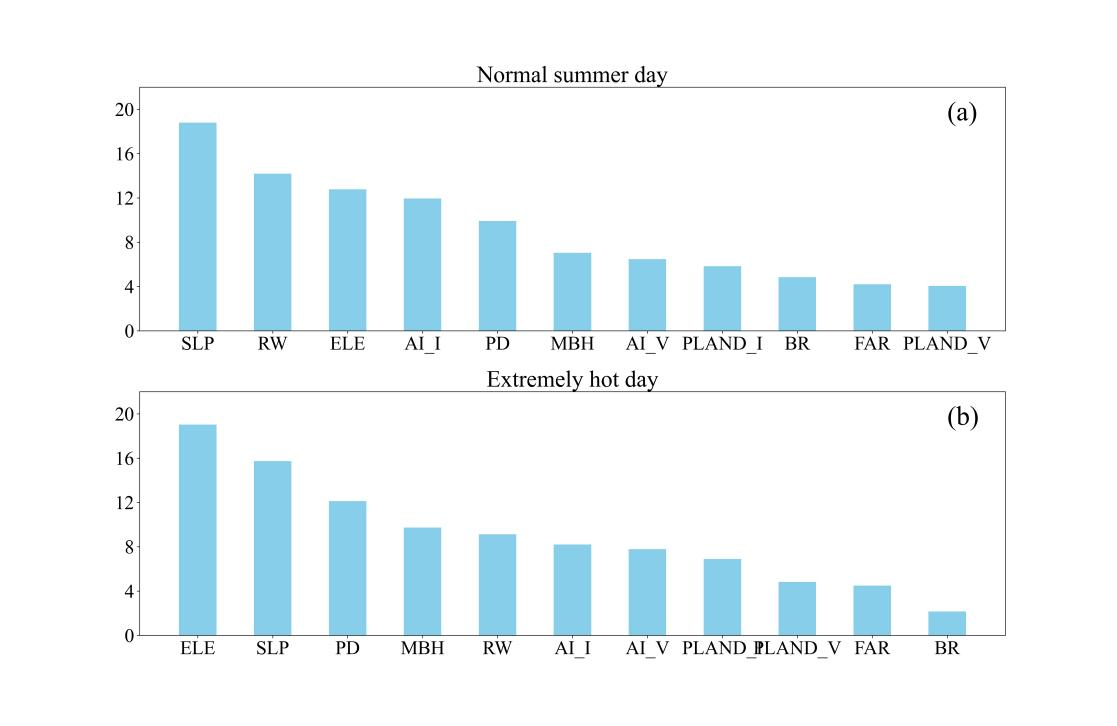 Normal summer day
(a)
20
16
12
8
4
0
SLP RW ELE AI_I PD MBH AI_V PLAND_I BR FAR PLAND_V
Extremely hot day
(b)
20
16
12
8
4
0
ELE SLP PD MBH RW AI_I AI_V PLAND_I PLAND_V FAR BR